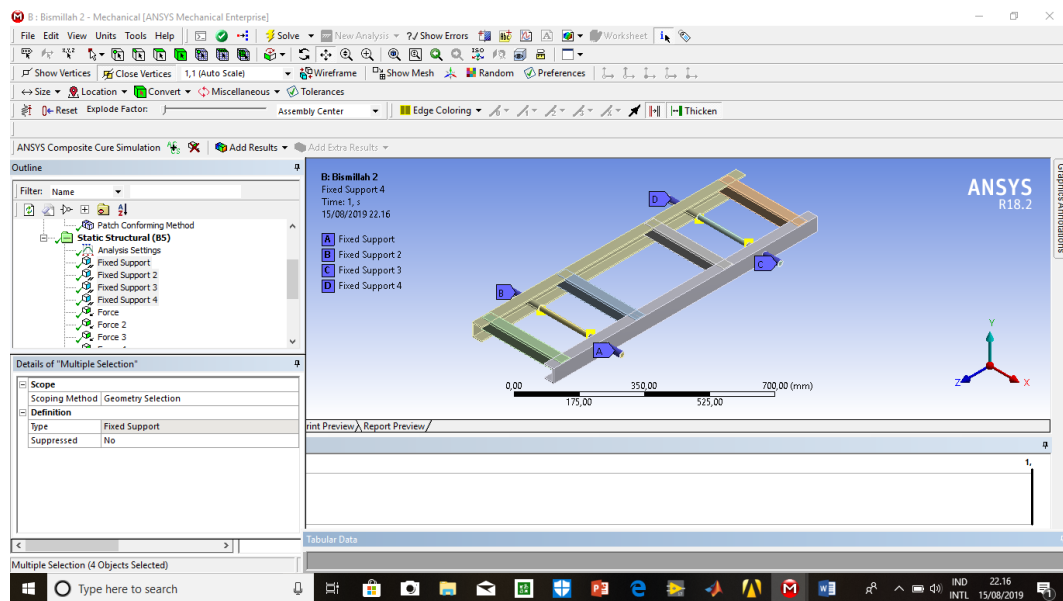 B : Bismillah 2 - Mechanical [ANSYS Mechanical Enterprise]
File Edit View Units Tools Help Solve New Analysis ?/ Show Errors A Worksheet i
Show Vertices Close Vertices 1,1 (Auto Scale) Wireframe Show Mesh Random Preferences
Size Location Convert Miscellaneous Tolerances
Reset Explode Factor: Assembly Center Edge Coloring Thicken
ANSYS Composite Cure Simulation Add Results Add Extra Results
Outline
Filter: Name
Patch Conforming Method
Static Structural (B5)
Analysis Settings
Fixed Support
Fixed Support 2
Fixed Support 3
Fixed Support 4
Force
Force 2
Force 3
Details of "Multiple Selection"
Scope
Scoping Method Geometry Selection
Definition
Type Fixed Support
Suppressed No
B: Bismillah 2
Fixed Support 4
Time: 1, s
15/08/2019 22.16
A Fixed Support
B Fixed Support 2
C Fixed Support 3
D Fixed Support 4
D
C
B
A
ANSYS
R18.2
Y
Z X
0,00 350,00 700,00 (mm)
175,00 525,00
Graphics Annotations
rint Preview Report Preview
1,
Tabular Data
Multiple Selection (4 Objects Selected)
Type here to search
IND 22.16
INTL 15/08/2019